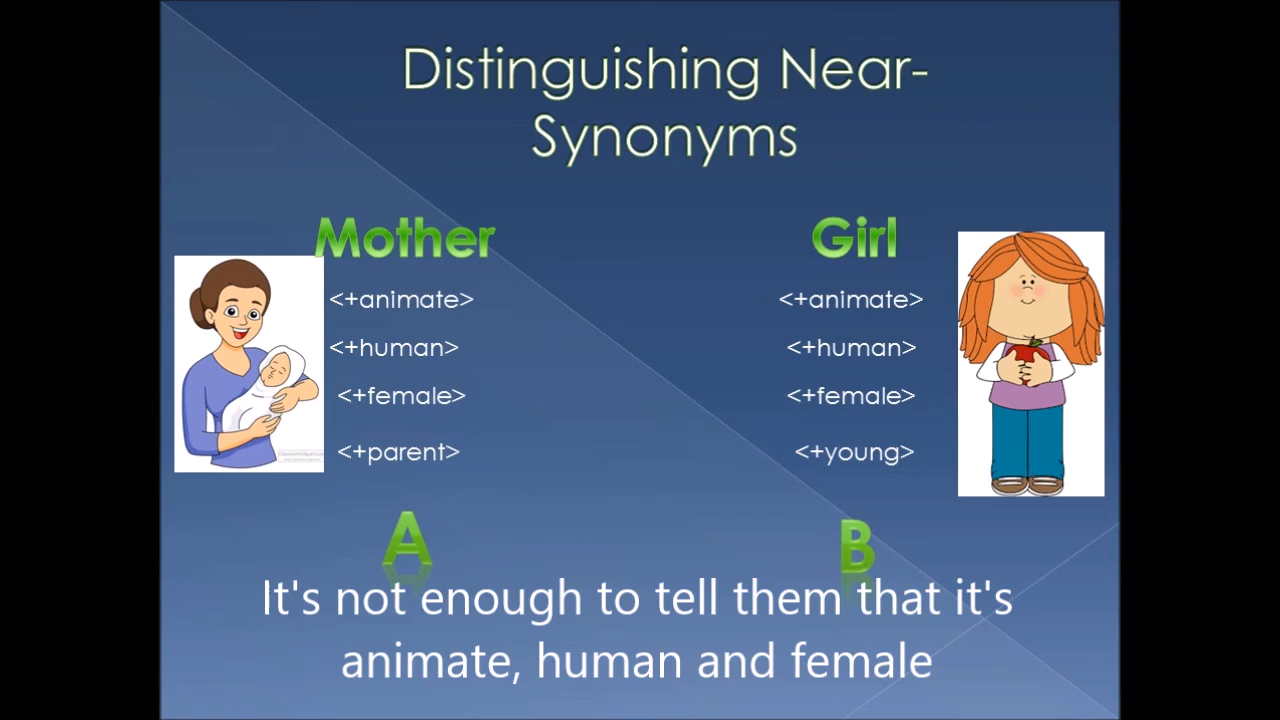 Distinguishing Near-
Synonyms
Mother
Girl
<+animate>
<+animate>
<+human>
<+human>
<+female>
<+female>
<+parent>
<+young>
A
B
It's not enough to tell them that it's
animate, human and female